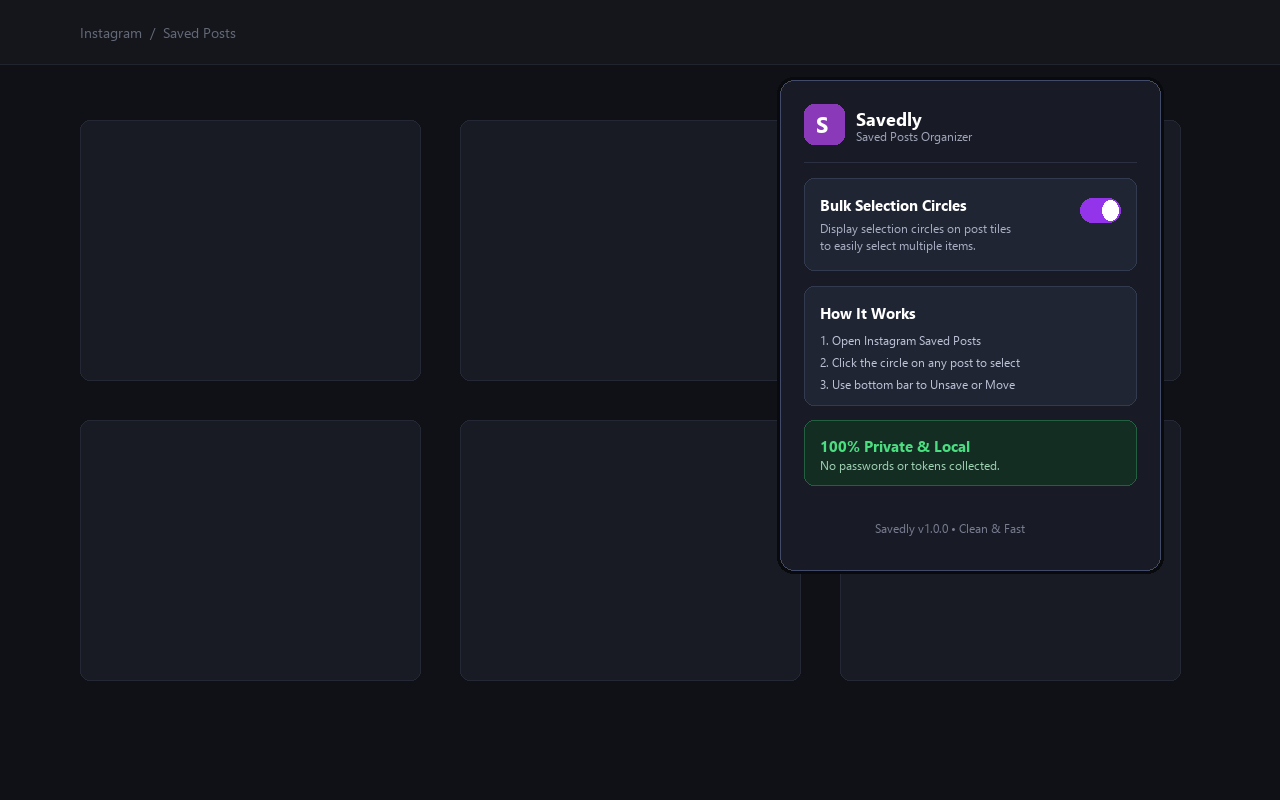 Instagram / Saved Posts
S
Savedly
Saved Posts Organizer
Bulk Selection Circles
Display selection circles on post tiles
to easily select multiple items.
How It Works
1. Open Instagram Saved Posts
2. Click the circle on any post to select
3. Use bottom bar to Unsave or Move
100% Private & Local
No passwords or tokens collected.
Savedly v1.0.0 • Clean & Fast